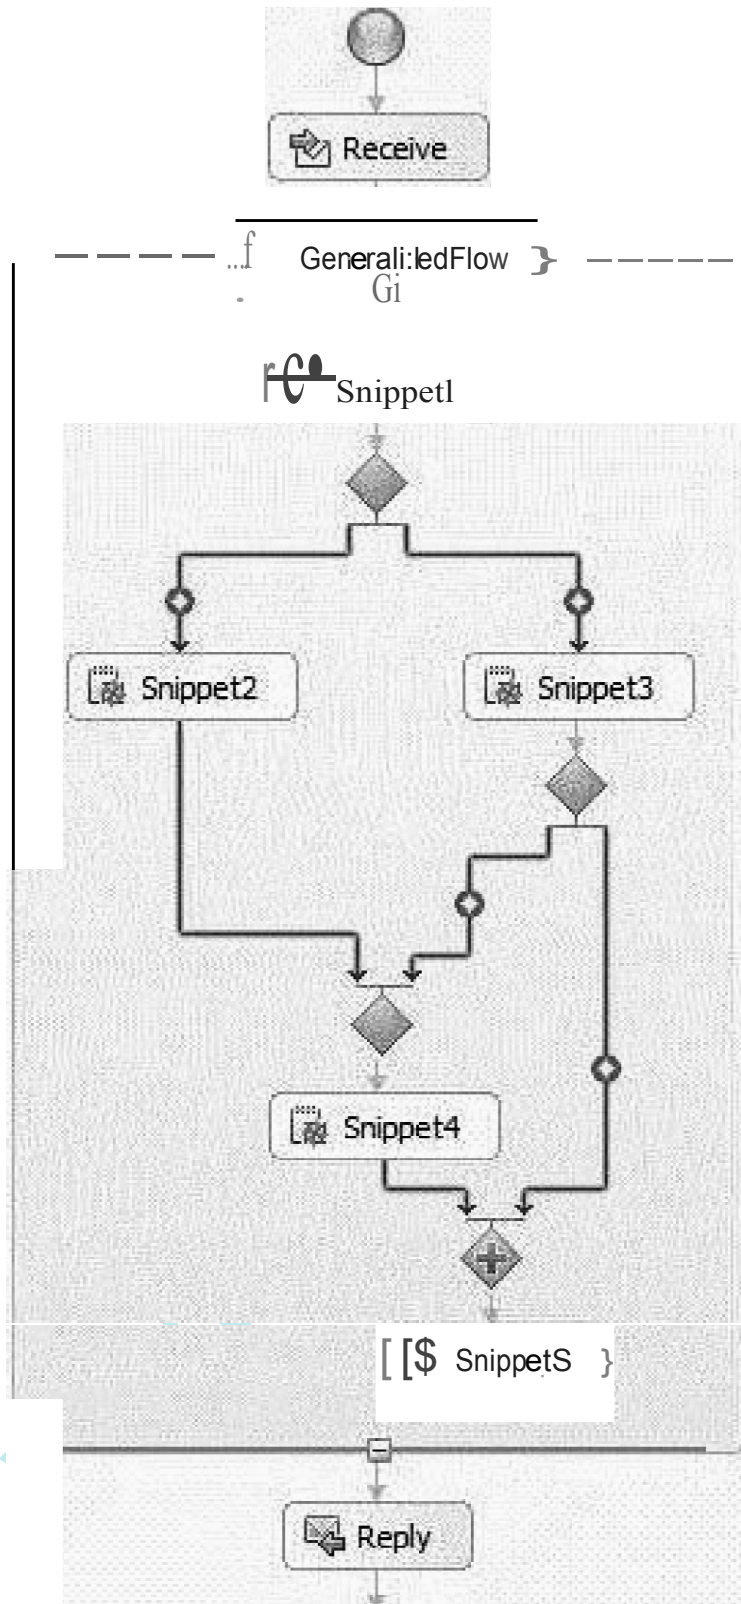 Receive
...f Generali:ledFlow }
. Gi
r€• Snippetl
Snippet2
Snippet3
Snippet4
[ [$ SnippetS }
Reply